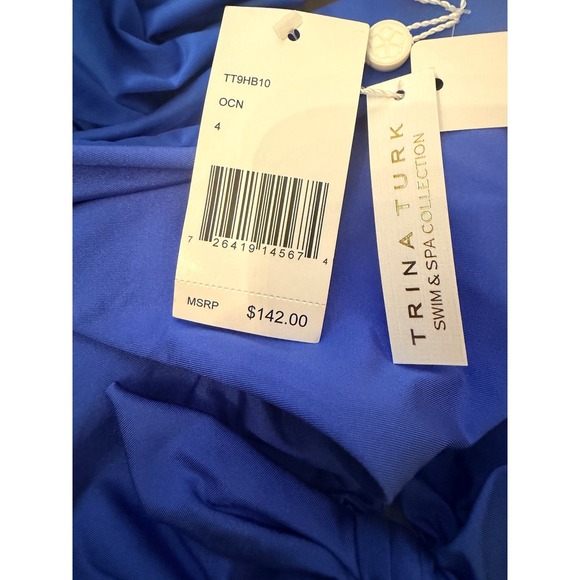 TT9HB10
OCN
4
7 26419 14567 4
MSRP $142.00
TRINA TURK
SWIM & SPA COLLECTION